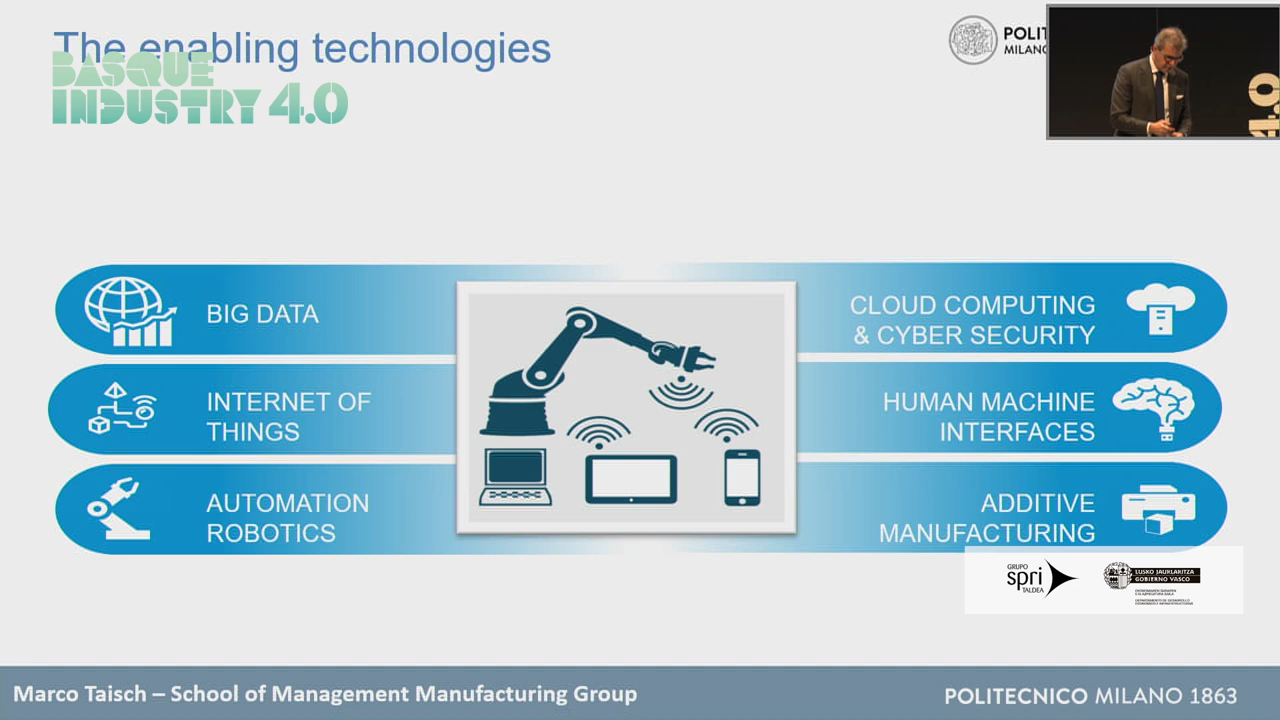 The enabling technologies
BASQUE
INDUSTRY 4.0
POLIT
MILANO
4.0
BIG DATA
INTERNET OF
THINGS
AUTOMATION
ROBOTICS
CLOUD COMPUTING
& CYBER SECURITY
HUMAN MACHINE
INTERFACES
ADDITIVE
MANUFACTURING
GRUPO
spri
TALDEA
EUSKO JAURLARITZA
GOBIERNO VASCO
Marco Taisch – School of Management Manufacturing Group
POLITECNICO MILANO 1863